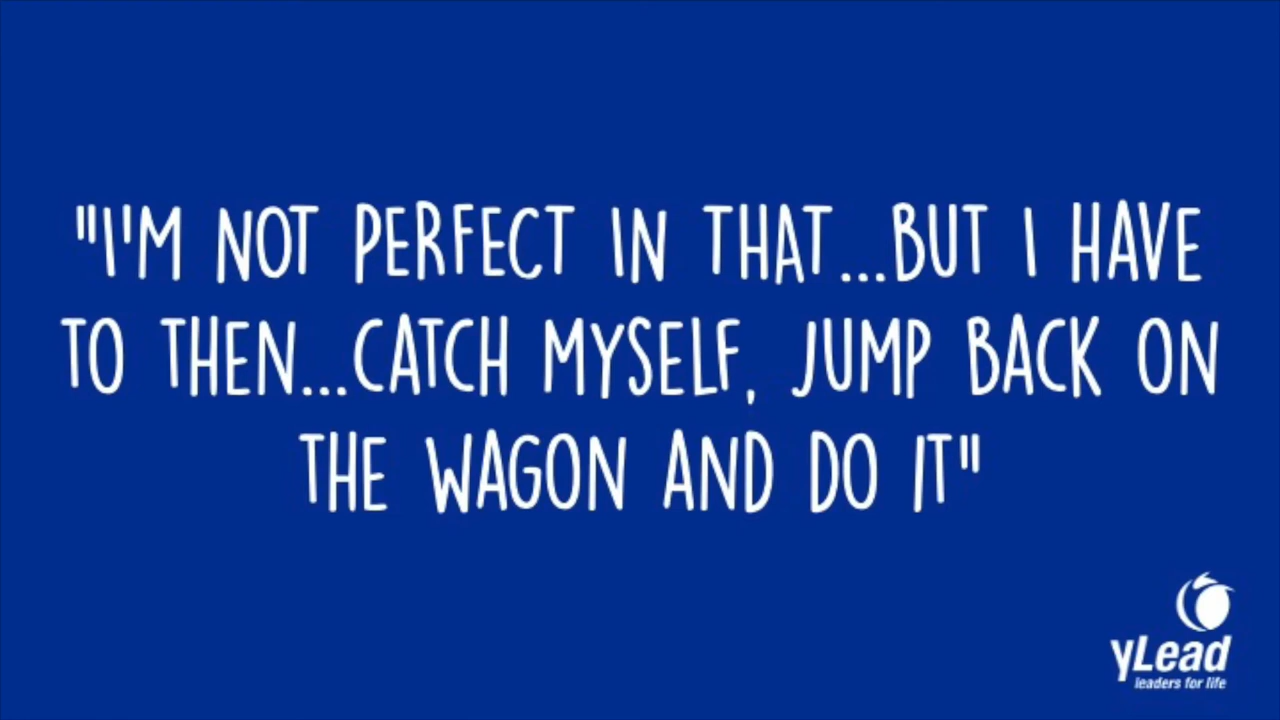 "I'M NOT PERFECT IN THAT...BUT I HAVE
TO THEN...CATCH MYSELF, JUMP BACK ON
THE WAGON AND DO IT"
yLead
leaders for life